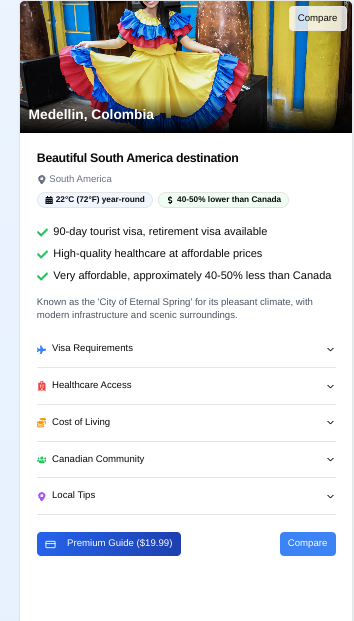 Compare
Medellin, Colombia
Beautiful South America destination
South America
22°C (72°F) year-round
40-50% lower than Canada
90-day tourist visa, retirement visa available
High-quality healthcare at affordable prices
Very affordable, approximately 40-50% less than Canada
Known as the 'City of Eternal Spring' for its pleasant climate, with
modern infrastructure and scenic surroundings.
Visa Requirements
Healthcare Access
Cost of Living
Canadian Community
Local Tips
Premium Guide ($19.99)
Compare